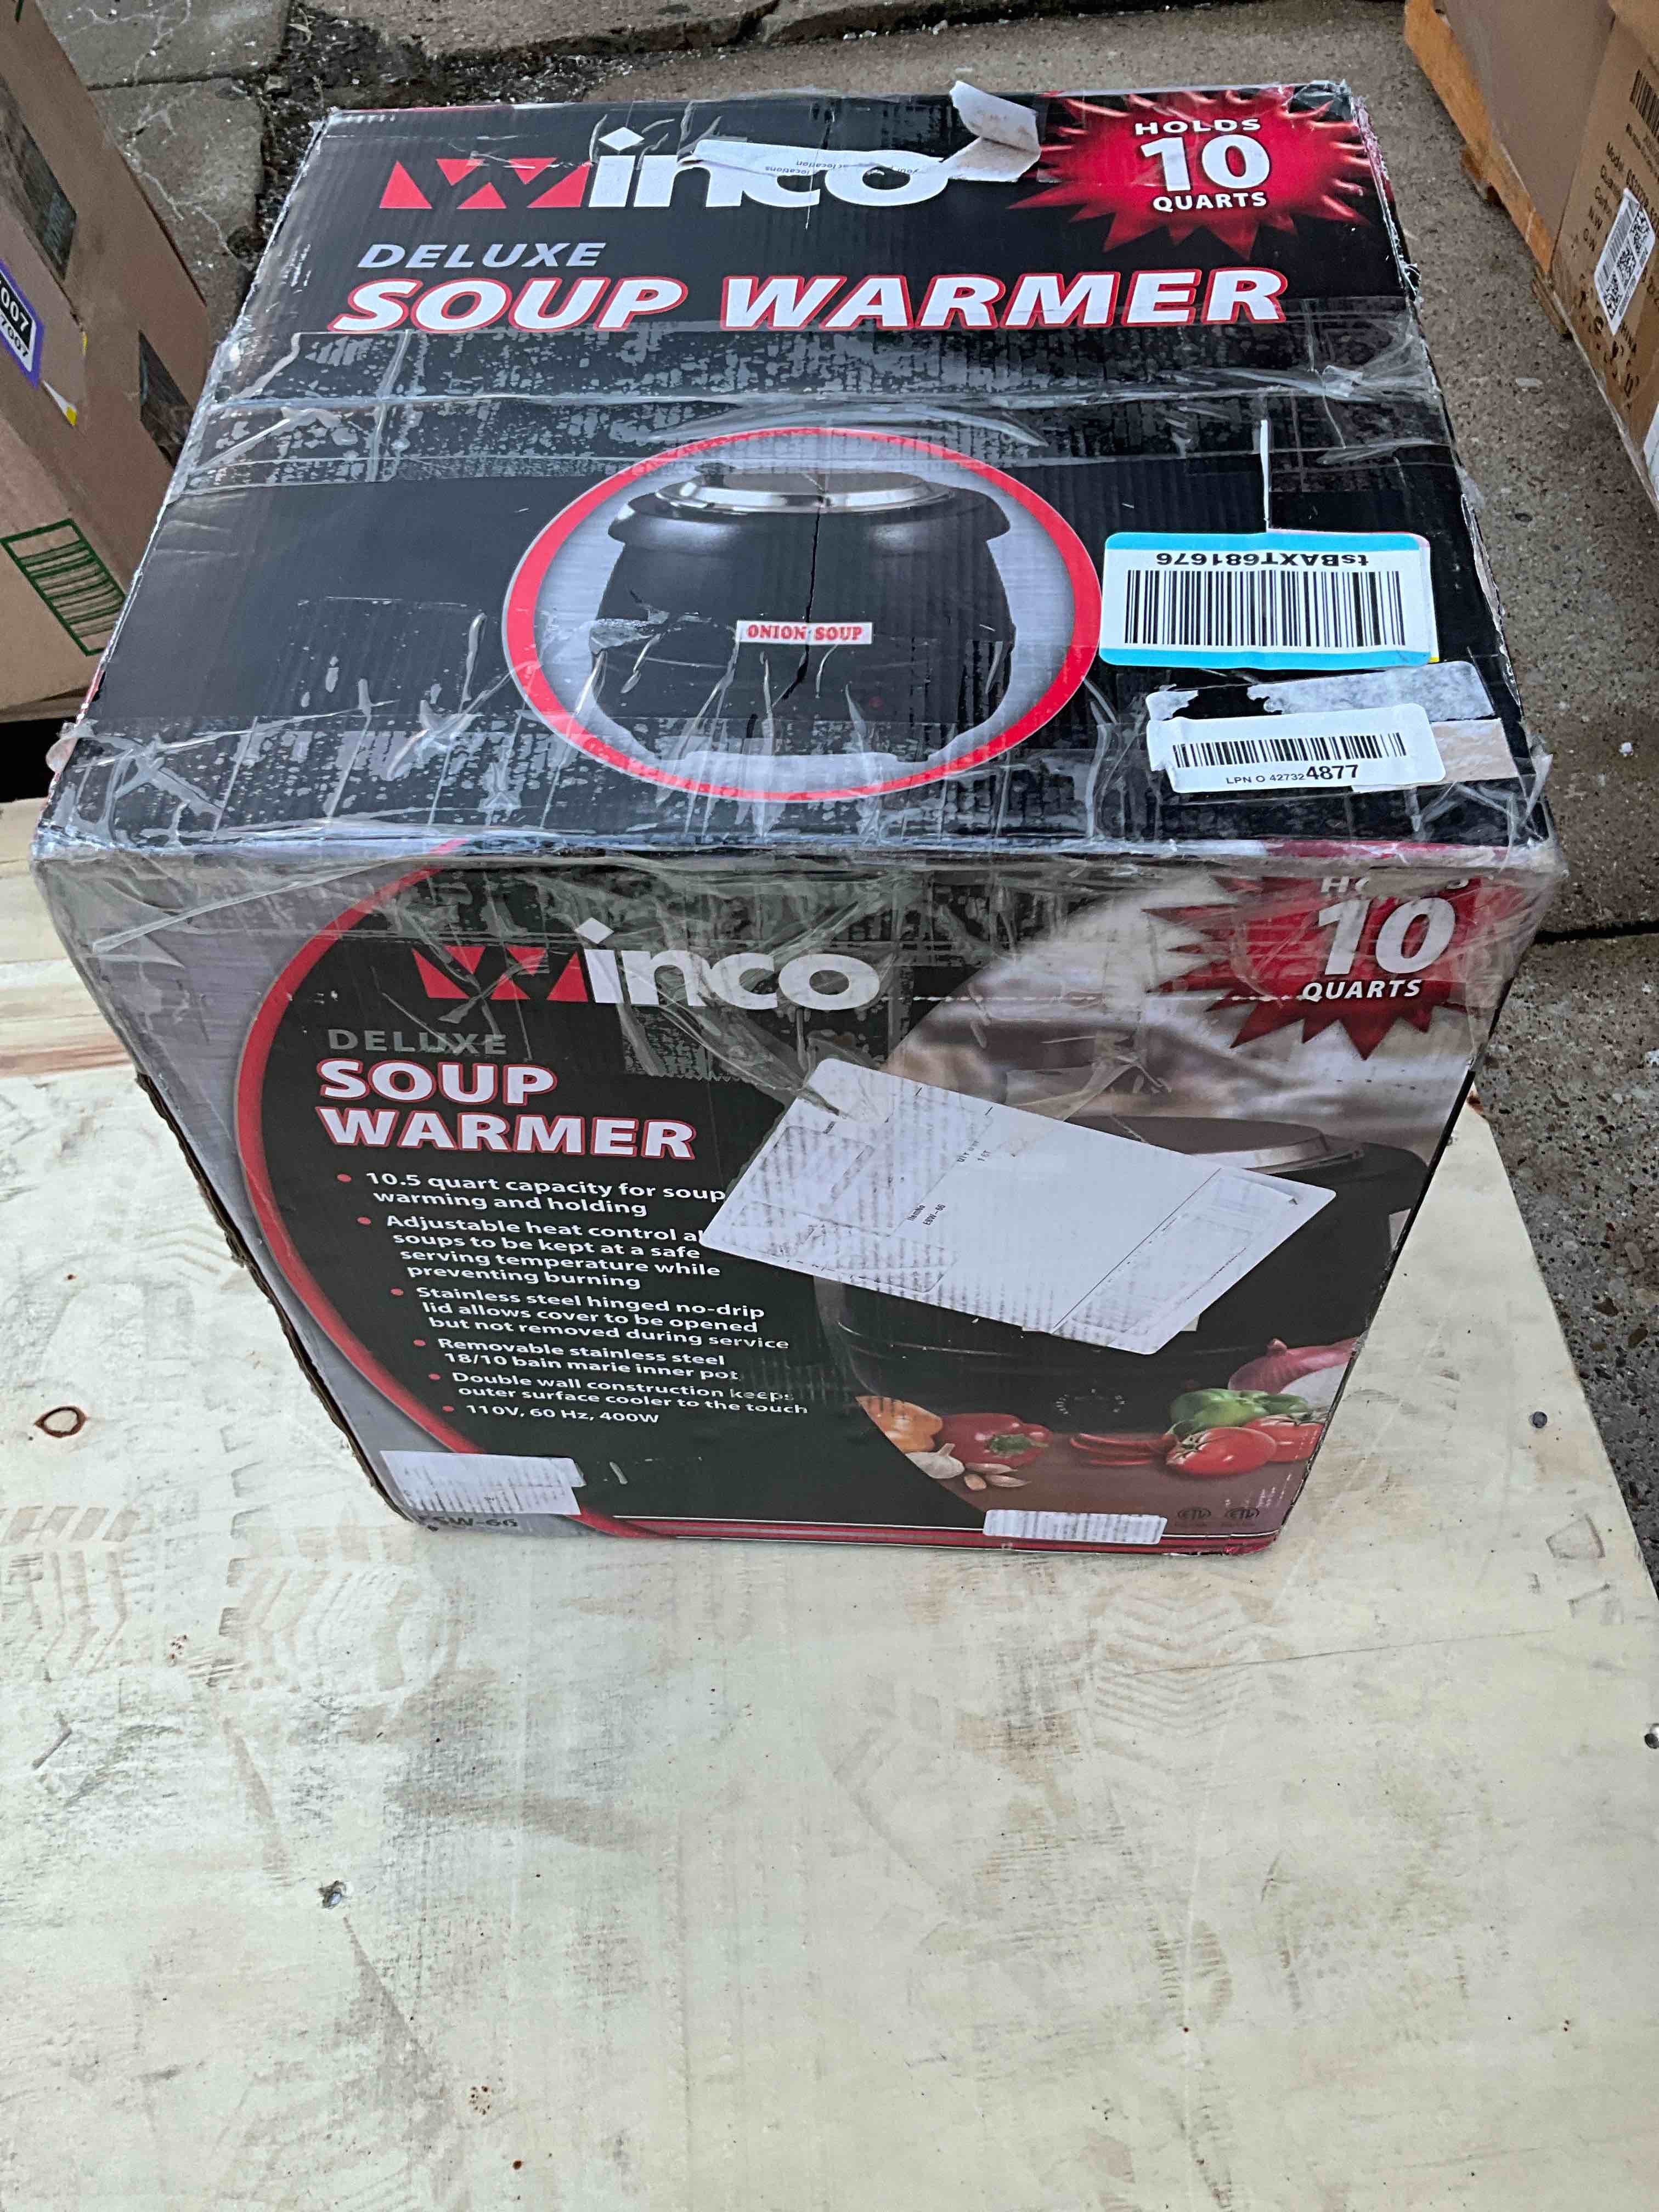 Winco
HOLDS
10
QUARTS
DELUXE
SOUP WARMER
ONION SOUP
tsBAXT681676
LPN O 427324877
Winco
10
QUARTS
DELUXE
SOUP
WARMER
• 10.5 quart capacity for soup
warming and holding
• Adjustable heat control al
soups to be kept at a safe
serving temperature while
preventing burning
• Stainless steel hinged no-drip
lid allows cover to be opened
but not removed during service
• Removable stainless steel
18/10 bain marie inner pot
• Double wall construction keeps
outer surface cooler to the touch
• 110V, 60 Hz, 400W
ESW-66